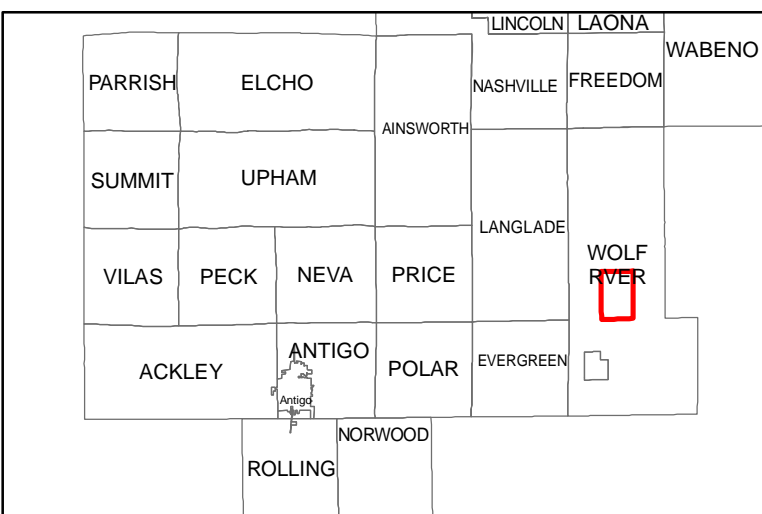 LINCOLN LAONA
WABENO
PARRISH ELCHO NASHVILLE FREEDOM
AINSWORTH
SUMMIT UPHAM
LANGLADE
WOLF
RVER
VILAS PECK NEVA PRICE
ANTIGO
ACKLEY POLAR EVERGREEN
Antigo
NORWOOD
ROLLING